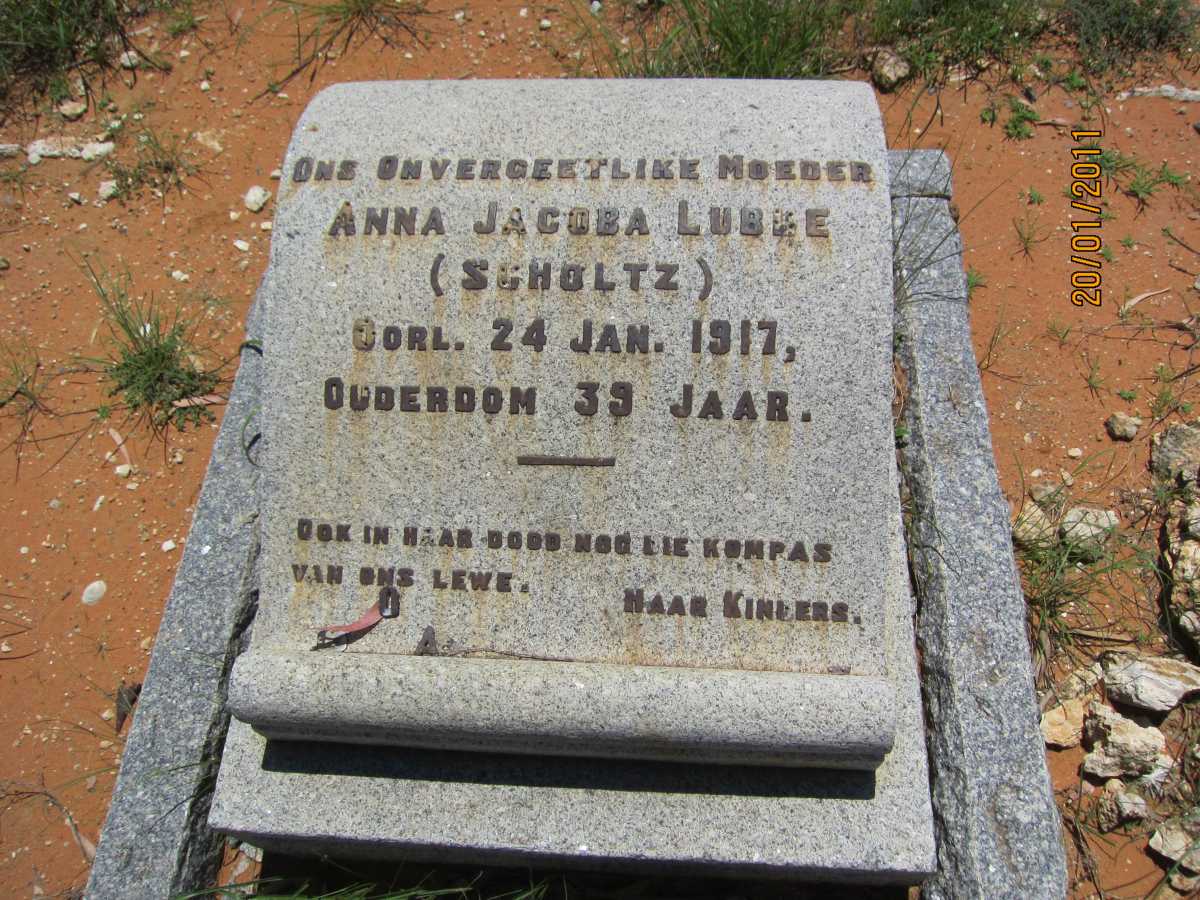 ONS ONVERGEETLIKE MOEDER
ANNA JACOBA LUBBE
(SCHOLTZ)
OORL. 24 JAN. 1917,
OUDERDOM 39 JAAR.
OOK IN HAAR DOOD NOG DIE KOMPAS
VAN ONS LEWE.
HAAR KINDERS.
20/01/2011